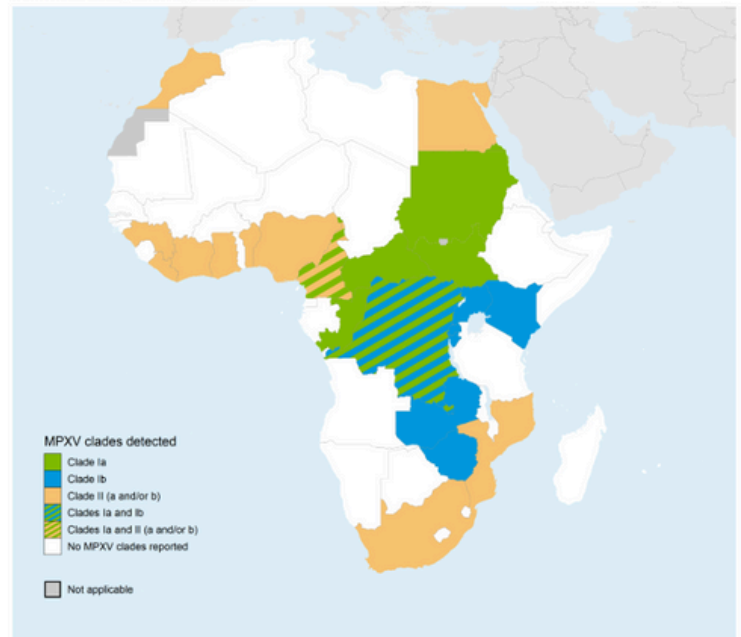 MPXV clades detected
Clade Ia
Clade Ib
Clade II (a and/or b)
Clades Ia and Ib
Clades Ia and II (a and/or b)
No MPXV clades reported
Not applicable